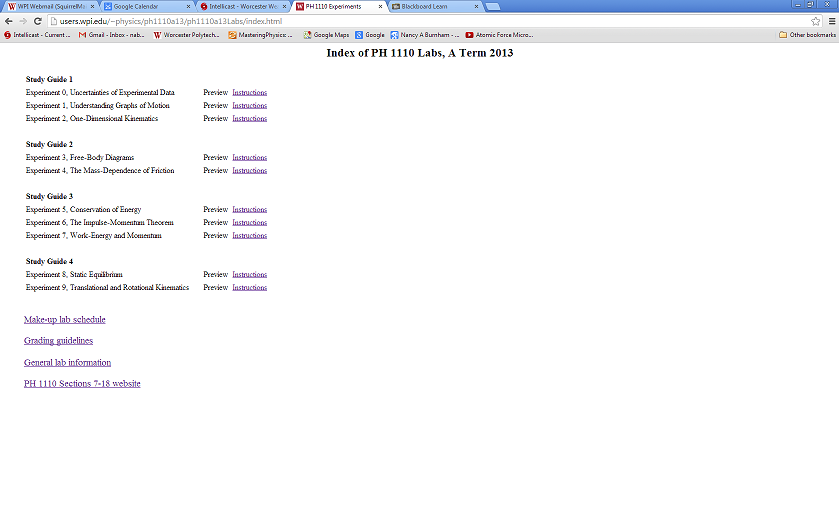 WPI Webmail (SquirrelMa
Google Calendar
Intellicast - Worcester We
PH 1110 Experiments
Blackboard Learn
users.wpi.edu/~physics/ph1110a13/ph1110a13Labs/index.html
Intellicast - Current ...
Gmail - Inbox - nab...
Worcester Polytech...
MasteringPhysics: ...
Google Maps
Google
Nancy A Burnham - ...
Atomic Force Micro...
Other bookmarks
Index of PH 1110 Labs, A Term 2013
Study Guide 1
Experiment 0, Uncertainties of Experimental Data Preview Instructions
Experiment 1, Understanding Graphs of Motion Preview Instructions
Experiment 2, One-Dimensional Kinematics Preview Instructions
Study Guide 2
Experiment 3, Free-Body Diagrams Preview Instructions
Experiment 4, The Mass-Dependence of Friction Preview Instructions
Study Guide 3
Experiment 5, Conservation of Energy Preview Instructions
Experiment 6, The Impulse-Momentum Theorem Preview Instructions
Experiment 7, Work-Energy and Momentum Preview Instructions
Study Guide 4
Experiment 8, Static Equilibrium Preview Instructions
Experiment 9, Translational and Rotational Kinematics Preview Instructions
Make-up lab schedule
Grading guidelines
General lab information
PH 1110 Sections 7-18 website